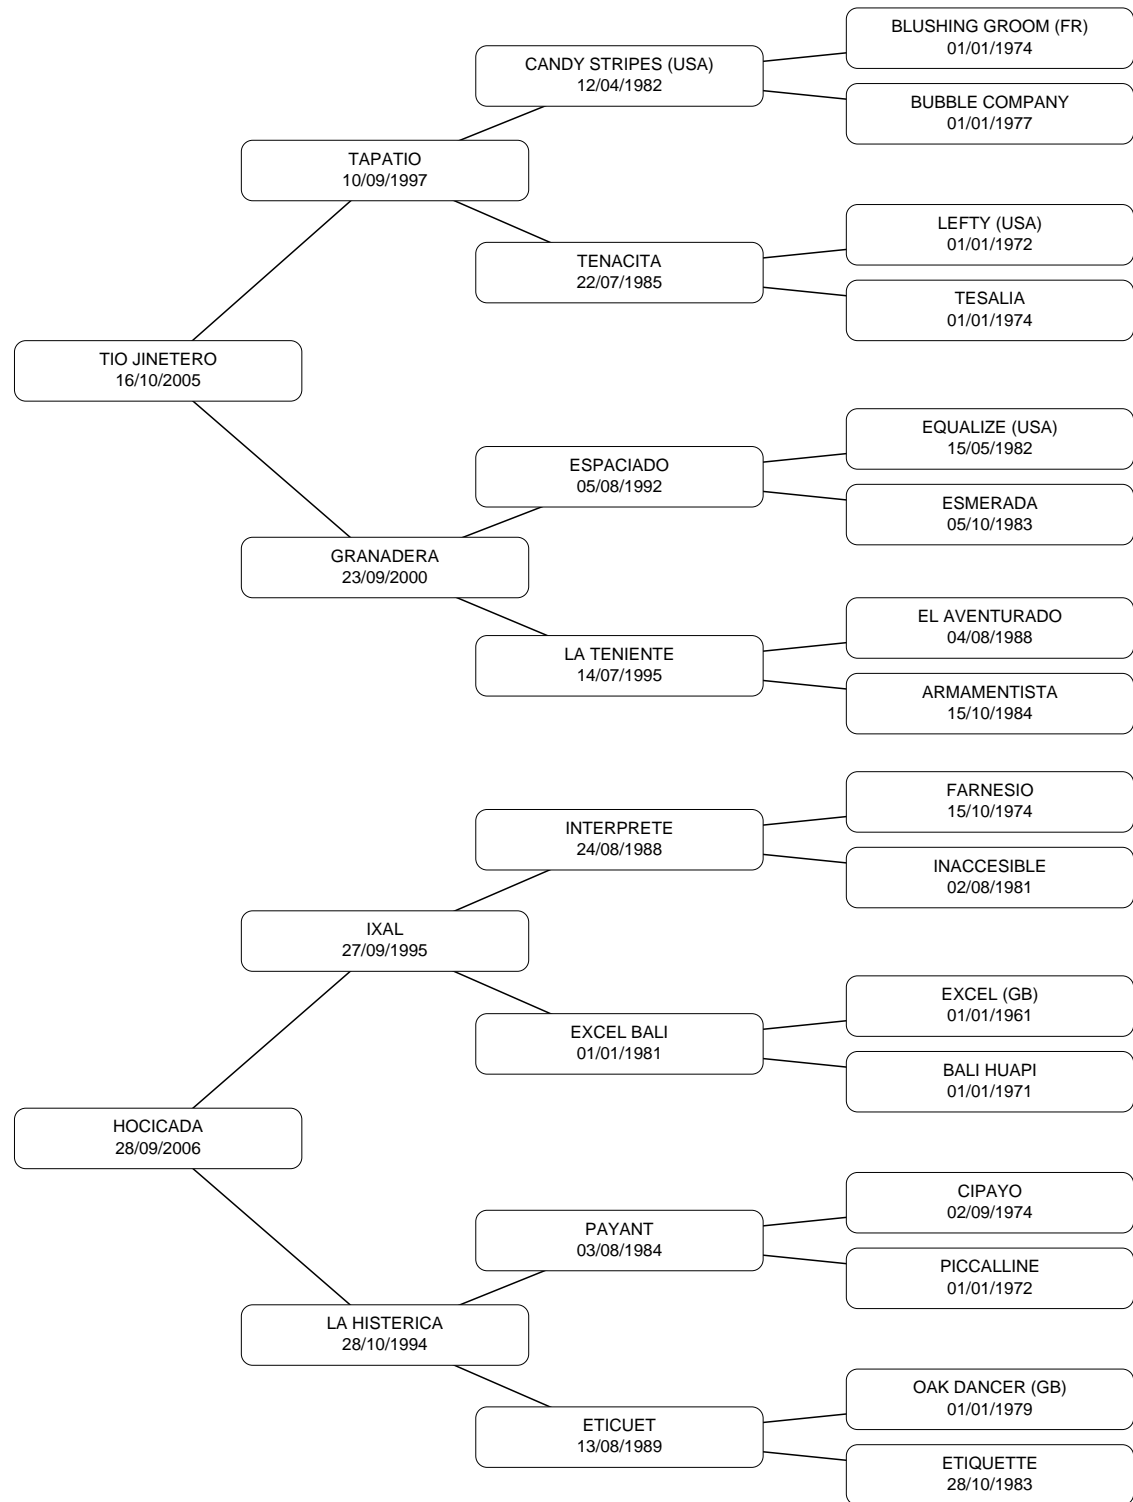 BLUSHING GROOM (FR)
01/01/1974
CANDY STRIPES (USA)
12/04/1982
BUBBLE COMPANY
01/01/1977
TAPATIO
10/09/1997
LEFTY (USA)
01/01/1972
TENACITA
22/07/1985
TESALIA
01/01/1974
TIO JINETERO
16/10/2005
EQUALIZE (USA)
15/05/1982
ESPACIADO
05/08/1992
ESMERADA
05/10/1983
GRANADERA
23/09/2000
EL AVENTURADO
04/08/1988
LA TENIENTE
14/07/1995
ARMAMENTISTA
15/10/1984
FARNESIO
15/10/1974
INTERPRETE
24/08/1988
INACCESIBLE
02/08/1981
IXAL
27/09/1995
EXCEL (GB)
01/01/1961
EXCEL BALI
01/01/1981
BALI HUAPI
01/01/1971
HOCICADA
28/09/2006
CIPAYO
02/09/1974
PAYANT
03/08/1984
PICCALLINE
01/01/1972
LA HISTERICA
28/10/1994
OAK DANCER (GB)
01/01/1979
ETICUET
13/08/1989
ETIQUETTE
28/10/1983